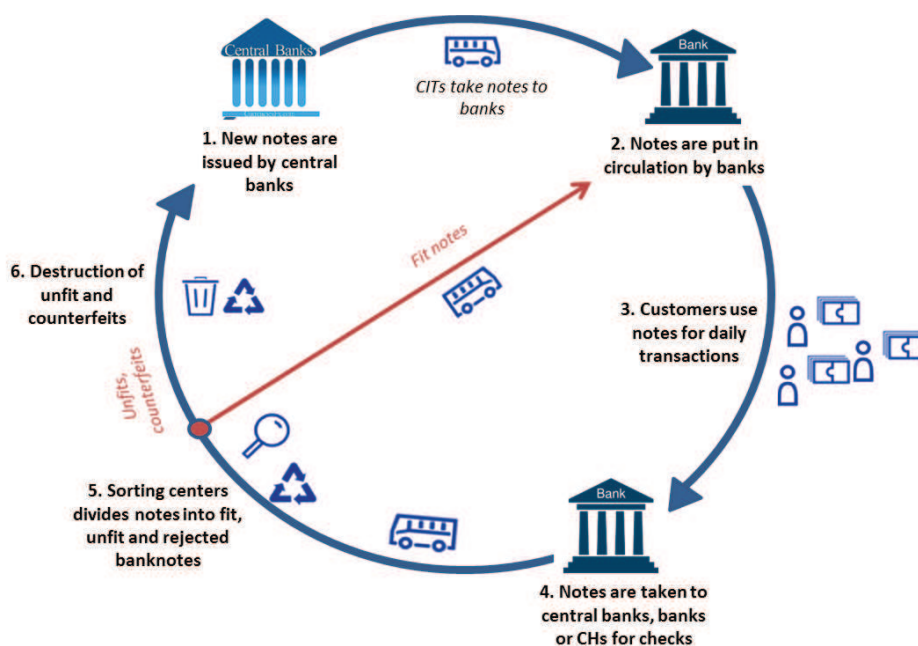 Central Banks
1. New notes are
issued by central
banks
CITs take notes to
banks
Bank
2. Notes are put in
circulation by banks
3. Customers use
notes for daily
transactions
Bank
4. Notes are taken to
central banks, banks
or CHs for checks
5. Sorting centers
divides notes into fit,
unfit and rejected
banknotes
Unfits,
counterfeits
Fit notes
6. Destruction of
unfit and
counterfeits